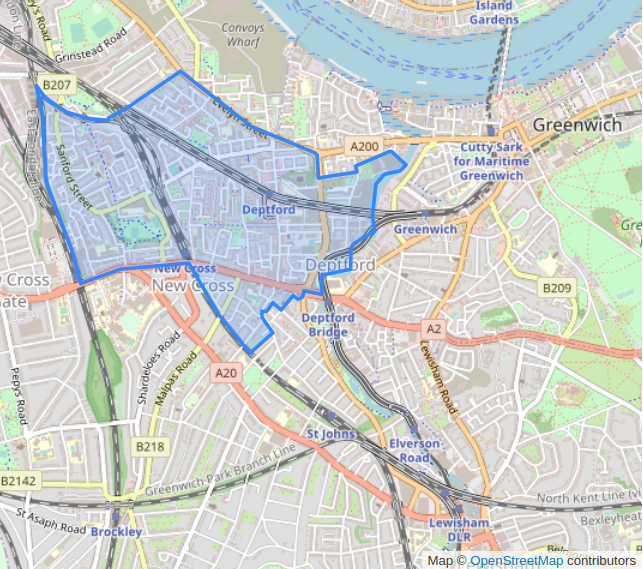 Island
Gardens
Convoys
Wharf
Grinstead Road
B207
Evelyn Street
A200
Greenwich
Cutty Sark
for Maritime
Greenwich
Sanford Street
Deptford
Greenwich
Deptford
New Cross
New Cross
B209
Deptford
Bridge
A2
Shardeloes Road
Malpas Road
Lewisham Road
A20
Pepys Road
St Johns
B218
Elverson
Road
Greenwich Park Branch Line
B2142
North Kent Line
St Asaph Road
Brockley
Lewisham
DLR
Map © OpenStreetMap contributors